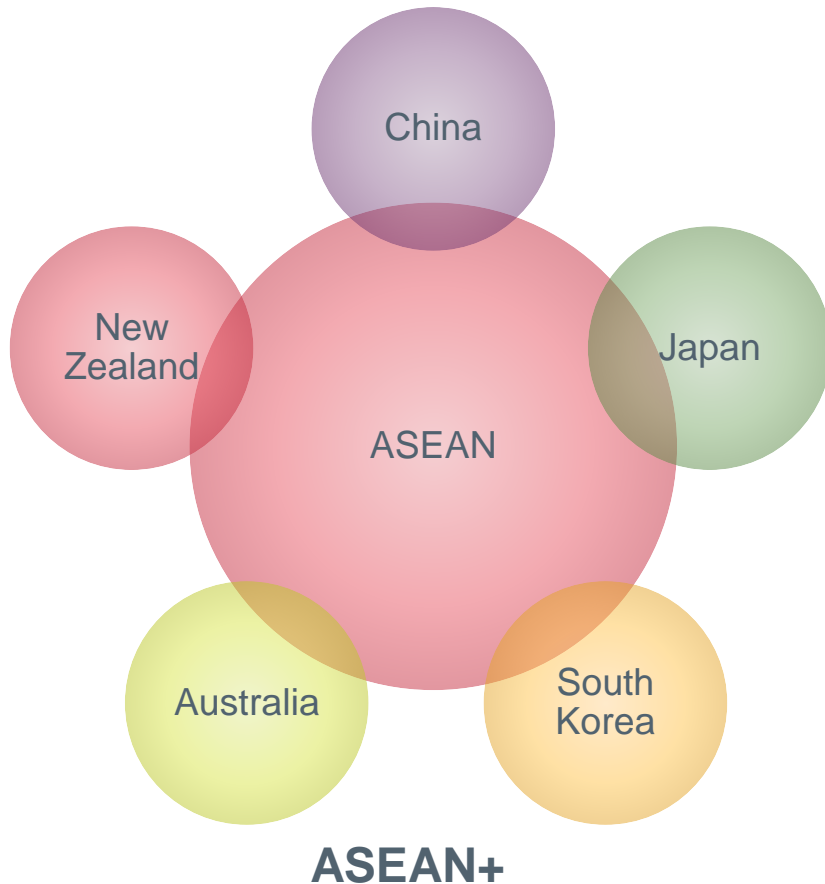 China
New
Zealand
Japan
ASEAN
Australia
South
Korea
ASEAN+